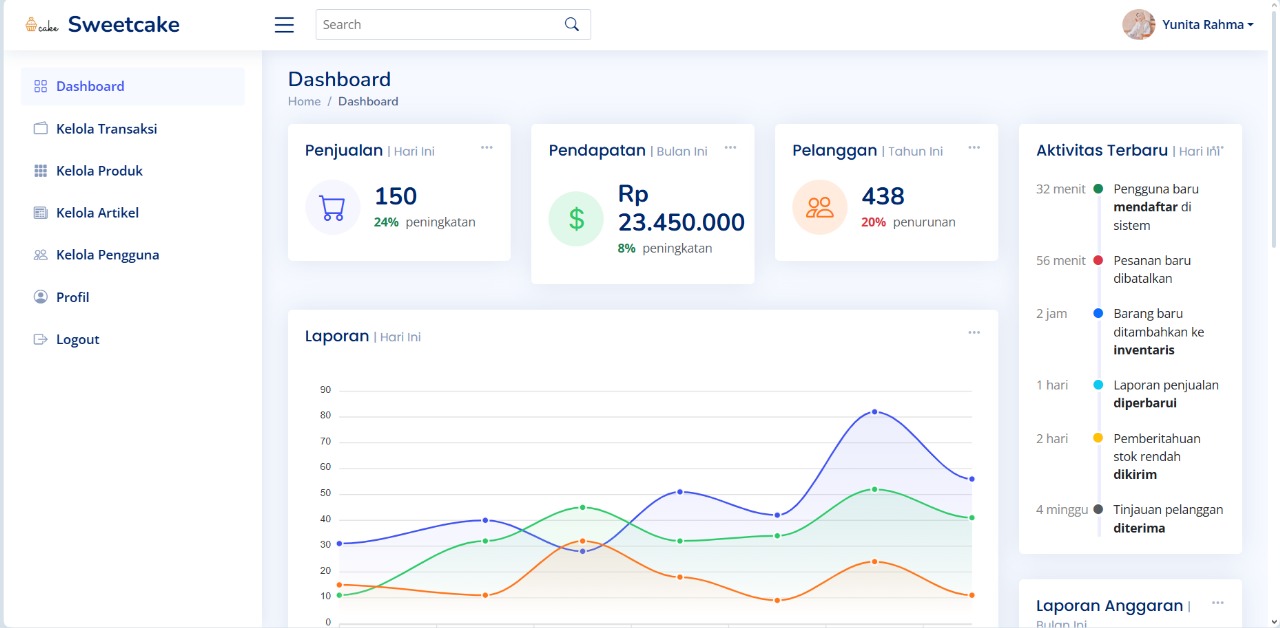 cake Sweetcake
Search
Yunita Rahma
Dashboard
Kelola Transaksi
Kelola Produk
Kelola Artikel
Kelola Pengguna
Profil
Logout
Dashboard
Home / Dashboard
Penjualan | Hari Ini
150
24% peningkatan
Pendapatan | Bulan Ini
Rp
23.450.000
8% peningkatan
Pelanggan | Tahun Ini
438
20% penurunan
Laporan | Hari Ini
90
80
70
60
50
40
30
20
10
0
Aktivitas Terbaru | Hari Ini
32 menit Pengguna baru
mendaftar di
sistem
56 menit Pesanan baru
dibatalkan
2 jam Barang baru
ditambahkan ke
inventaris
1 hari Laporan penjualan
diperbarui
2 hari Pemberitahuan
stok rendah
dikirim
4 minggu Tinjauan pelanggan
diterima
Laporan Anggaran |
Bulan Ini